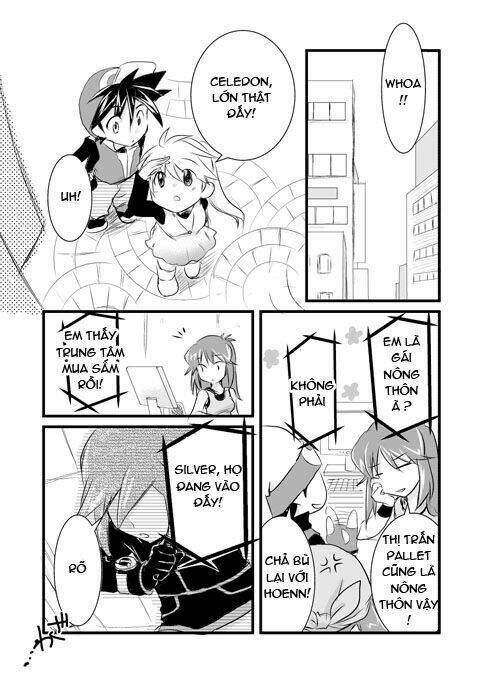 WHOA
!!
CELEDON,
LỚN THẬT
ĐẤY!
UH!
EM LÀ
GÁI
NÔNG
THÔN
À?
KHÔNG
PHẢI
THỊ TRẤN
PALLET
CŨNG LÀ
NÔNG
THÔN VẬY
!
CHẢ BÙ
LẠI VỚI
HOENN!
EM THẤY
TRUNG TÂM
MUA SẮM
RỒI!
SILVER, HỌ
ĐANG VÀO
ĐẤY!
RÕ